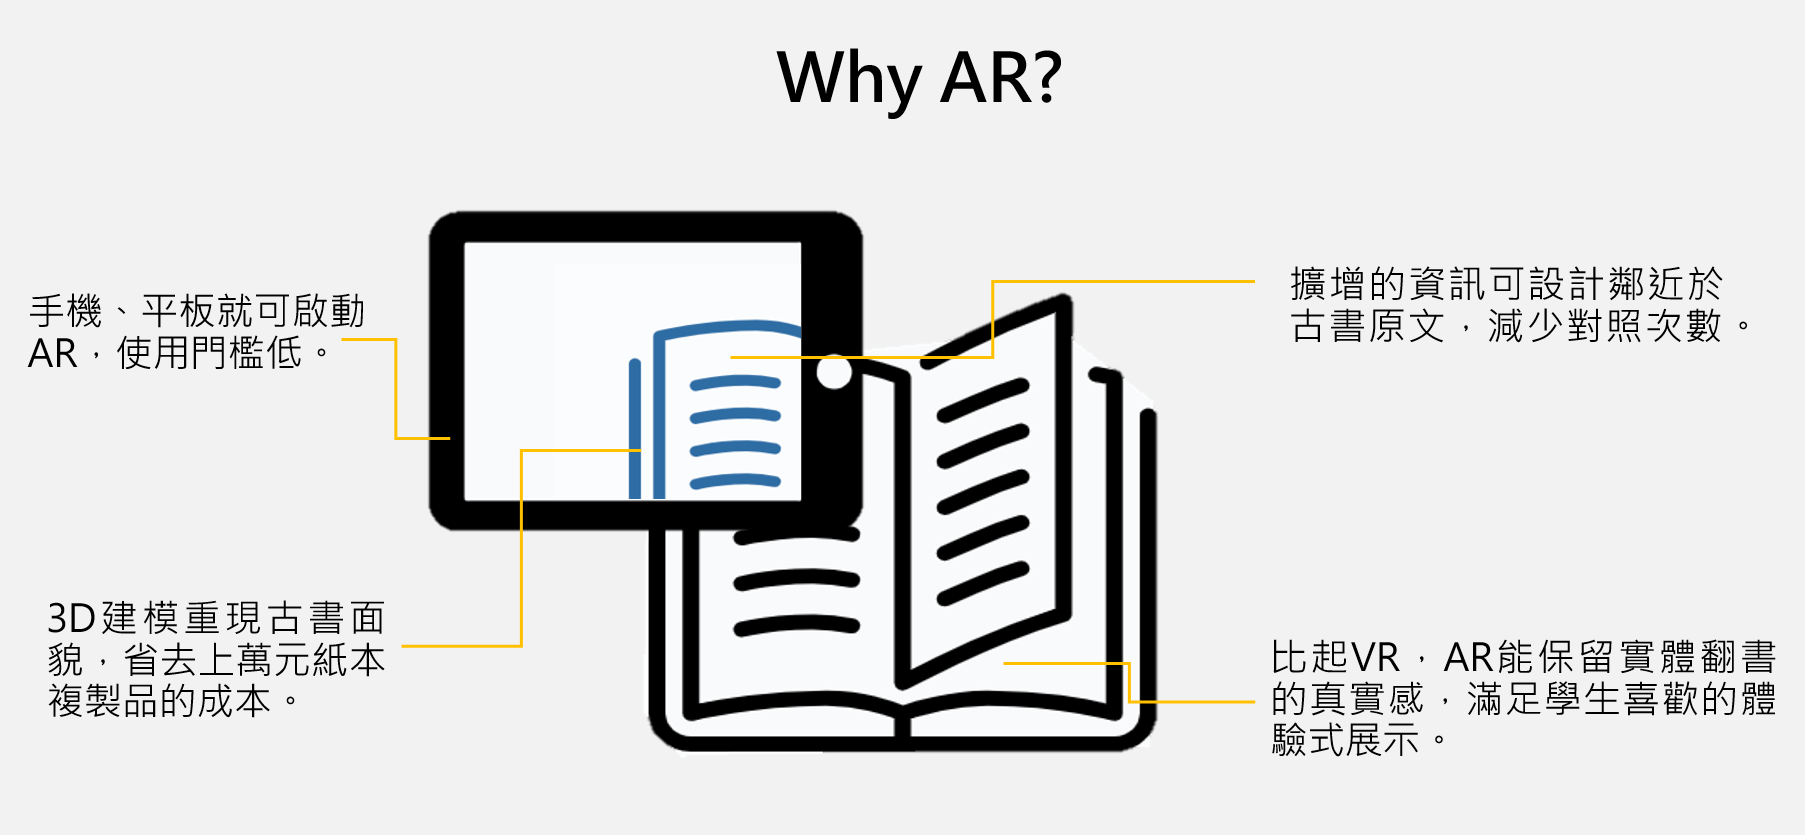 Why AR?
手機、平板就可啟動
AR，使用門檻低。
擴增的資訊可設計鄰近於
古書原文，減少對照次數。
3D建模重現古書面
貌，省去上萬元紙本
複製品的成本。
比起VR，AR能保留實體翻書
的真實感，滿足學生喜歡的體
驗式展示。